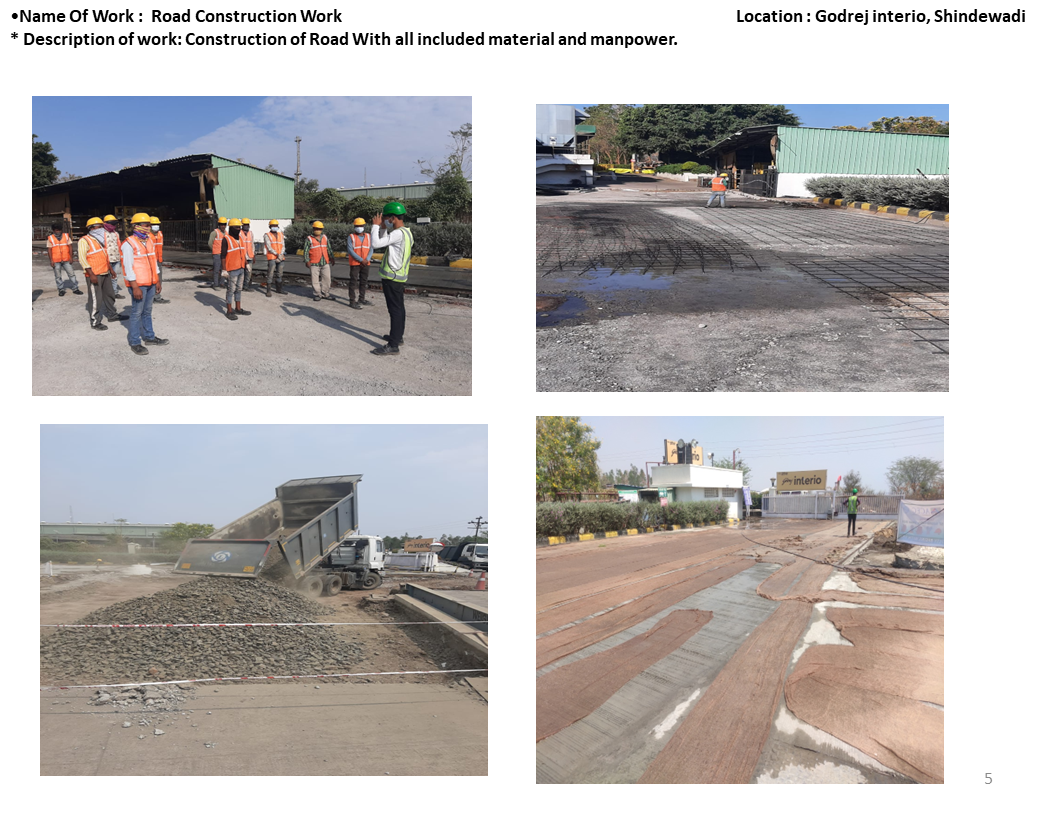 •Name Of Work : Road Construction Work
Location : Godrej interio, Shindewadi
* Description of work: Construction of Road With all included material and manpower.
interio
5